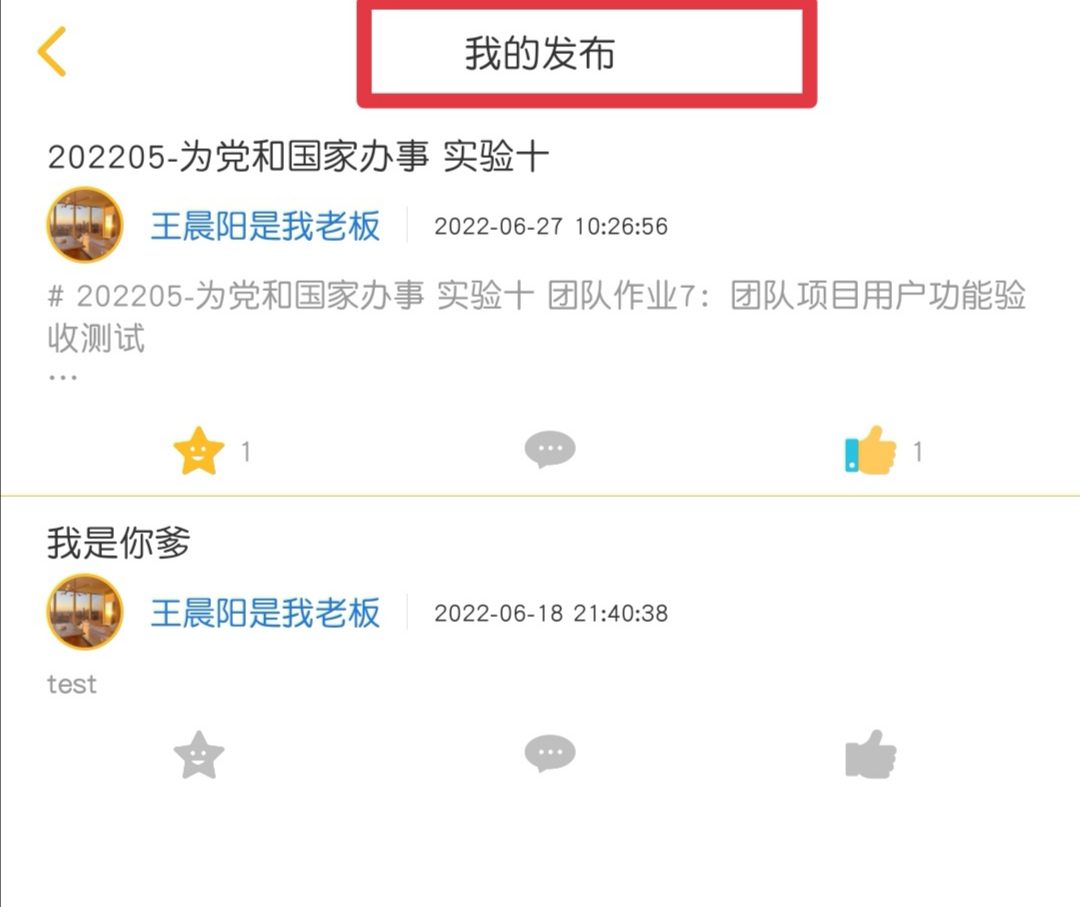 我的发布
202205-为党和国家办事 实验十
王晨阳是我老板 2022-06-27 10:26:56
# 202205-为党和国家办事 实验十 团队作业7：团队项目用户功能验
收测试
...
1 1
我是你爹
王晨阳是我老板 2022-06-18 21:40:38
test